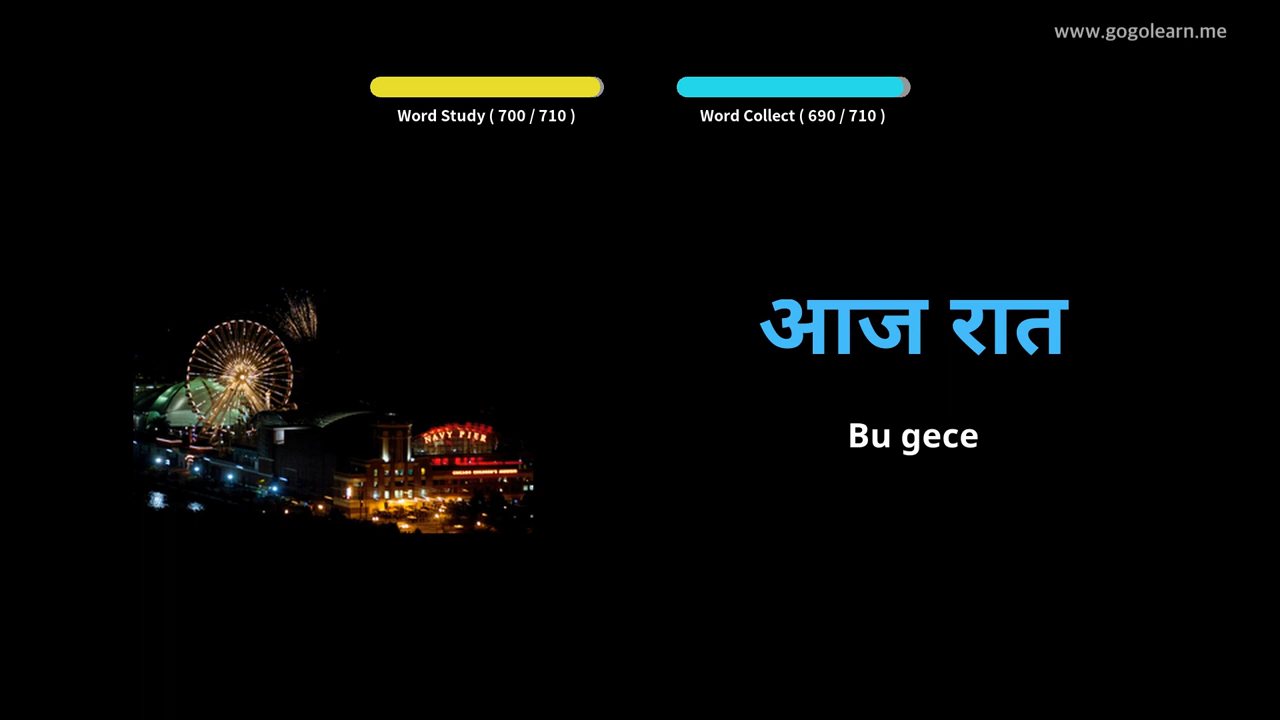 www.gogolearn.me
Word Study ( 700 / 710 )
Word Collect ( 690 / 710 )
आज रात
Bu gece
NAVY PIER